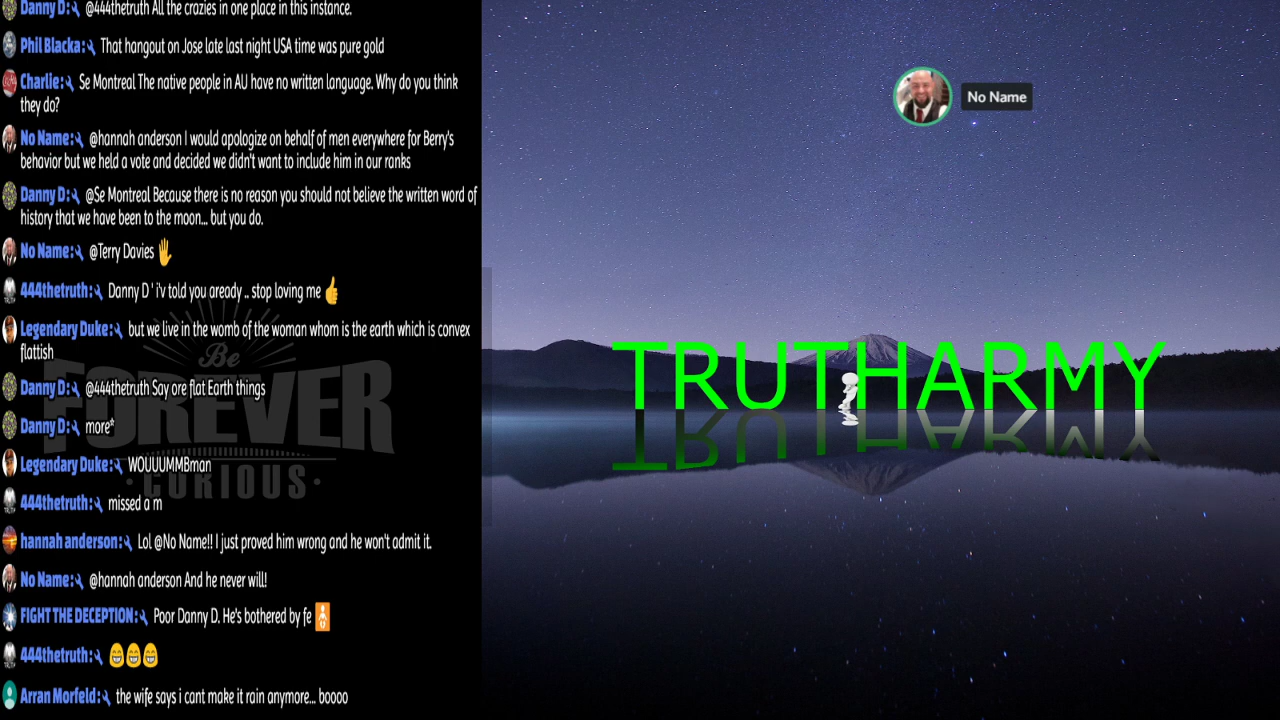 Danny D: @444thetruth All the crazies in one place in this instance.
Phil Blacka: That hangout on Jose late last night USA time was pure gold
Charlie: Se Montreal The native people in AU have no written language. Why do you think
they do?
No Name: @hannah anderson I would apologize on behalf of men everywhere for Berry's
behavior but we held a vote and decided we didn't want to include him in our ranks
Danny D: @Se Montreal Because there is no reason you should not believe the written word of
history that we have been to the moon... but you do.
No Name: @Terry Davies 🖐
444thetruth: Danny D ' i'v told you aready .. stop loving me 👍
Legendary Duke: but we live in the womb of the woman whom is the earth which is convex
flattish
Danny D: @444thetruth Say ore flat Earth things
Danny D: more*
Legendary Duke: WOUUUMMBman
444thetruth: missed a m
hannah anderson: Lol @No Name!! I just proved him wrong and he won't admit it.
No Name: @hannah anderson And he never will!
FIGHT THE DECEPTION: Poor Danny D. He's bothered by fe 🚼
444thetruth: 😁😁😁
Arran Morfeld: the wife says i cant make it rain anymore... boooo
Be
FOREVER
CURIOUS
No Name
TRUTHARMY